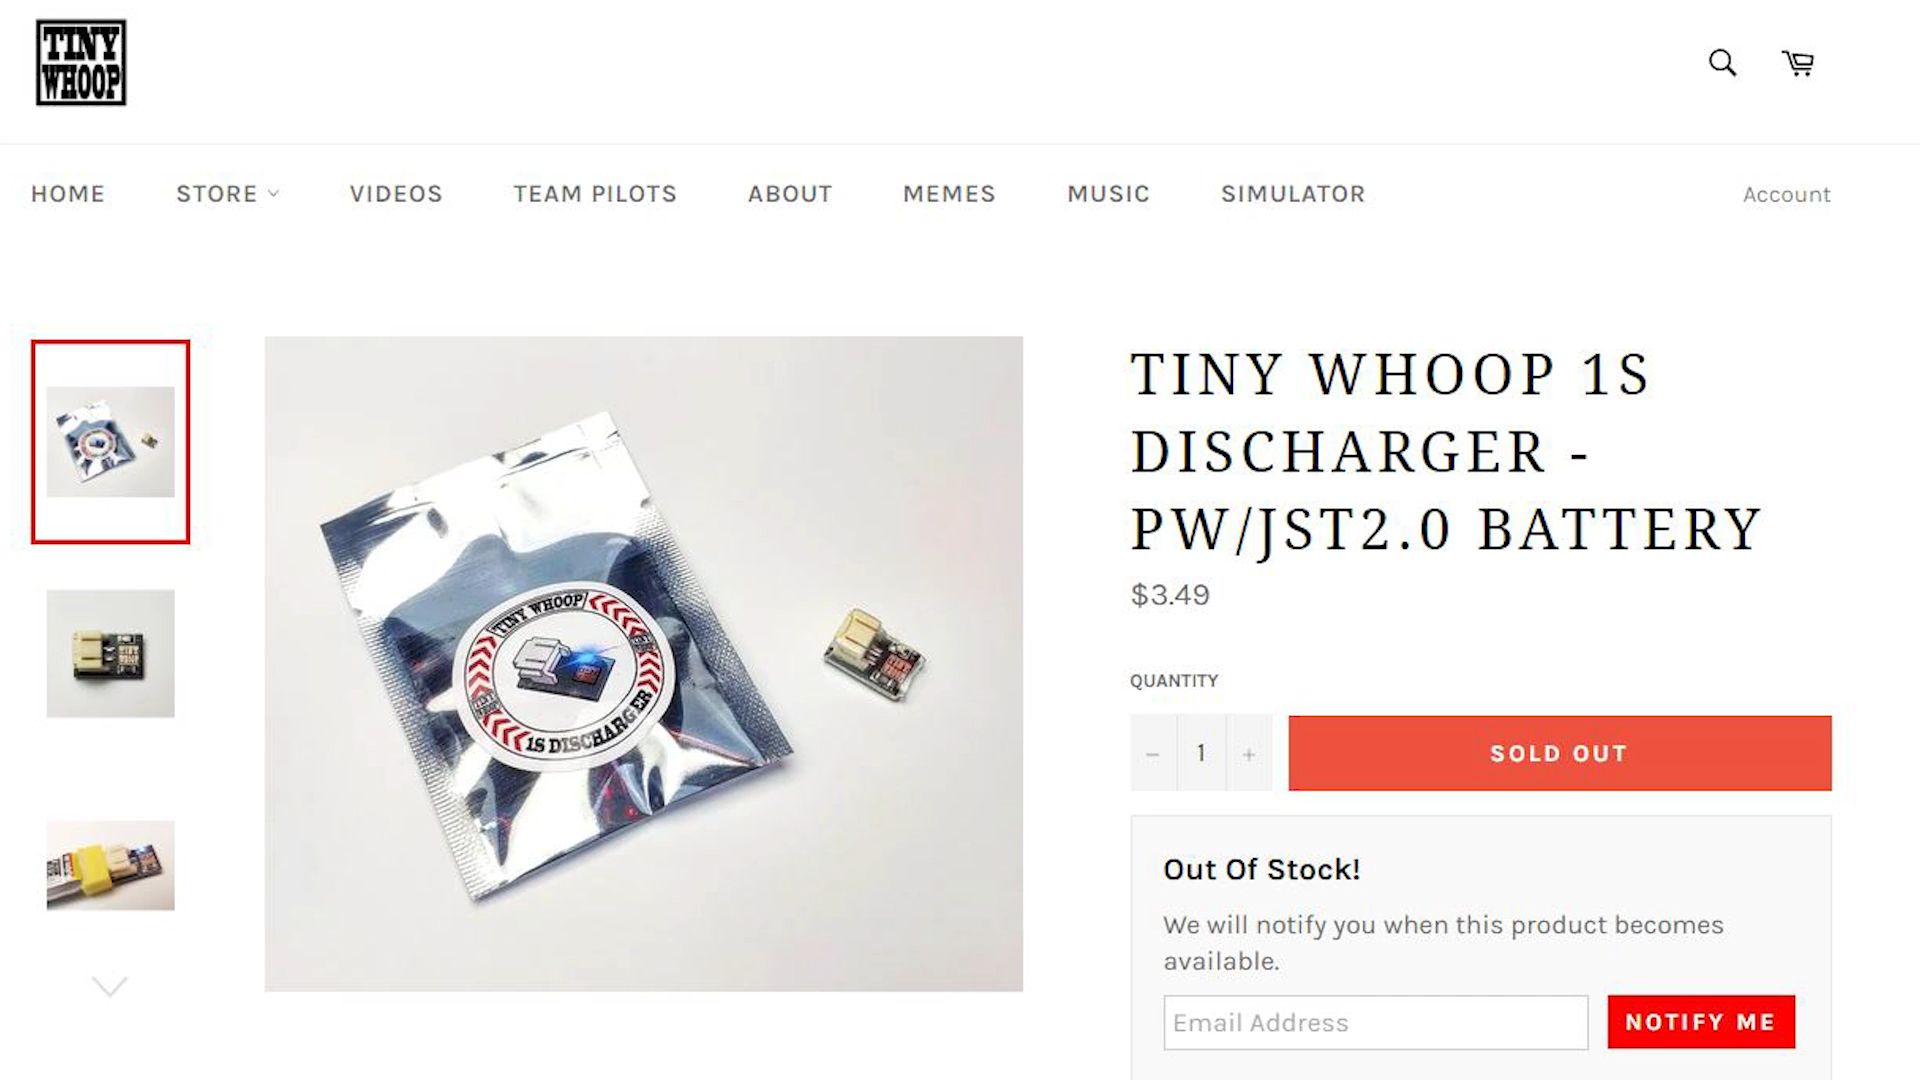 TINY
WHOOP
HOME STORE VIDEOS TEAM PILOTS ABOUT MEMES MUSIC SIMULATOR Account
TINY WHOOP
1S DISCHARGER
TINY WHOOP 1S
DISCHARGER -
PW/JST2.0 BATTERY
$3.49
QUANTITY
− 1 + SOLD OUT
Out Of Stock!
We will notify you when this product becomes
available.
Email Address NOTIFY ME